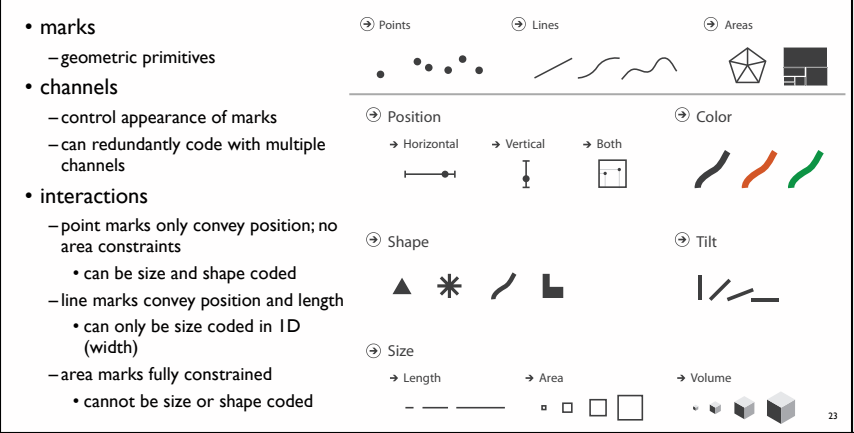 • marks
– geometric primitives
• channels
– control appearance of marks
– can redundantly code with multiple
channels
• interactions
– point marks only convey position; no
area constraints
• can be size and shape coded
– line marks convey position and length
• can only be size coded in 1D
(width)
– area marks fully constrained
• cannot be size or shape coded
Points
Lines
Areas
Position
→ Horizontal
→ Vertical
→ Both
Color
Shape
Tilt
Size
→ Length
→ Area
→ Volume
23